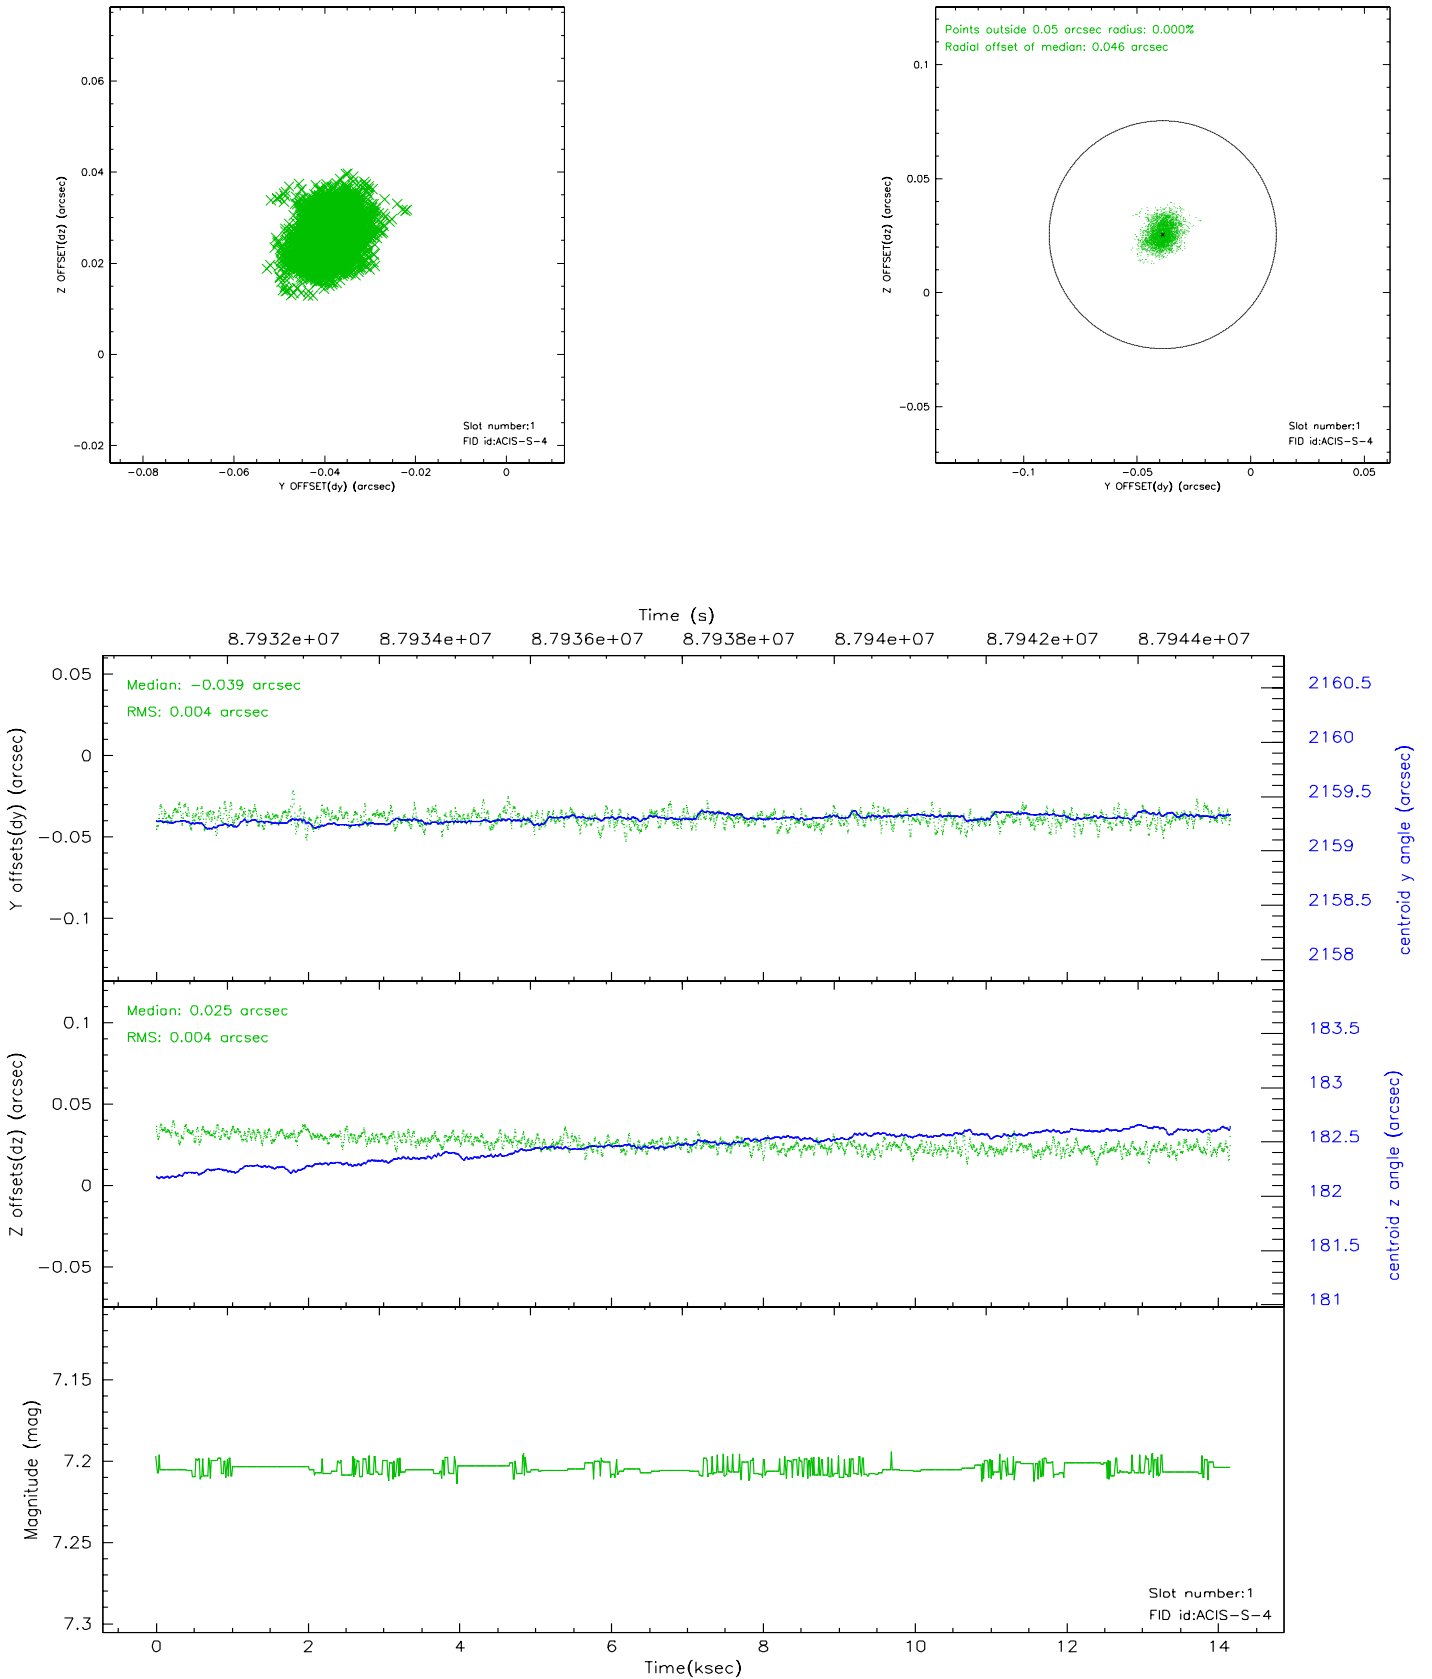 0.06
0.04
0.02
0
−0.02
Z OFFSET(dz) (arcsec)
Slot number:1
FID id:ACIS−S−4
−0.08 −0.06 −0.04 −0.02 0
Y OFFSET(dy) (arcsec)
Points outside 0.05 arcsec radius: 0.000%
Radial offset of median: 0.046 arcsec
0.1
0.05
0
−0.05
Z OFFSET(dz) (arcsec)
Slot number:1
FID id:ACIS−S−4
−0.1 −0.05 0 0.05
Y OFFSET(dy) (arcsec)
Time (s)
8.7932e+07 8.7934e+07 8.7936e+07 8.7938e+07 8.794e+07 8.7942e+07 8.7944e+07
Median: −0.039 arcsec
RMS: 0.004 arcsec
0.05
0
−0.05
−0.1
Y offsets(dy) (arcsec)
2160.5
2160
2159.5
2159
2158.5
2158
centroid y angle (arcsec)
Median: 0.025 arcsec
RMS: 0.004 arcsec
0.1
0.05
0
−0.05
Z offsets(dz) (arcsec)
183.5
183
182.5
182
181.5
181
centroid z angle (arcsec)
7.15
7.2
7.25
7.3
Magnitude (mag)
Slot number:1
FID id:ACIS−S−4
0 2 4 6 8 10 12 14
Time(ksec)